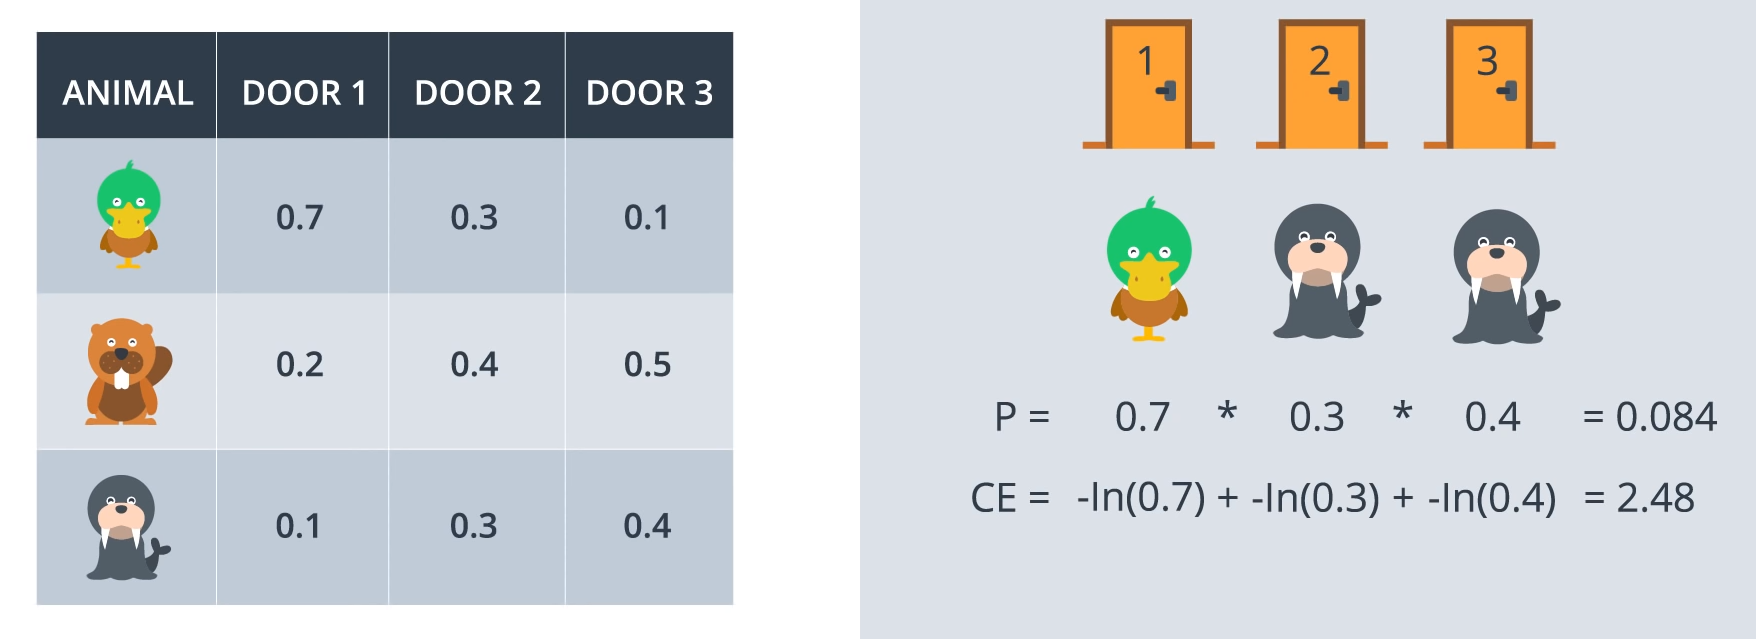 ANIMAL DOOR 1 DOOR 2 DOOR 3
0.7 0.3 0.1
0.2 0.4 0.5
0.1 0.3 0.4
1 2 3
P = 0.7 * 0.3 * 0.4 = 0.084
CE = -ln(0.7) + -ln(0.3) + -ln(0.4) = 2.48